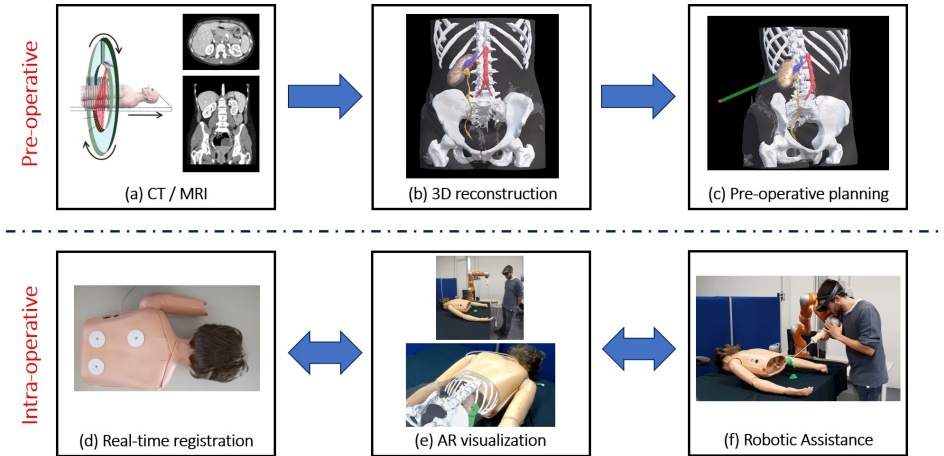 Pre-operative
(a) CT / MRI
(b) 3D reconstruction
(c) Pre-operative planning
Intra-operative
(d) Real-time registration
(e) AR visualization
(f) Robotic Assistance